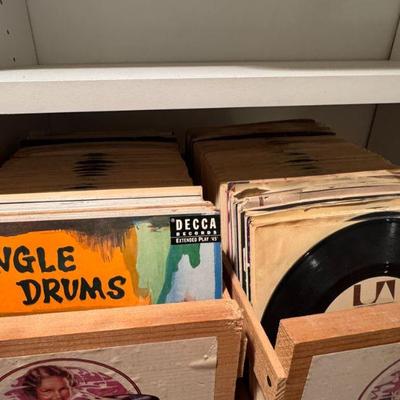 NGLE
DRUMS
DECCA
RECORDS
EXTENDED PLAY '45'
UA